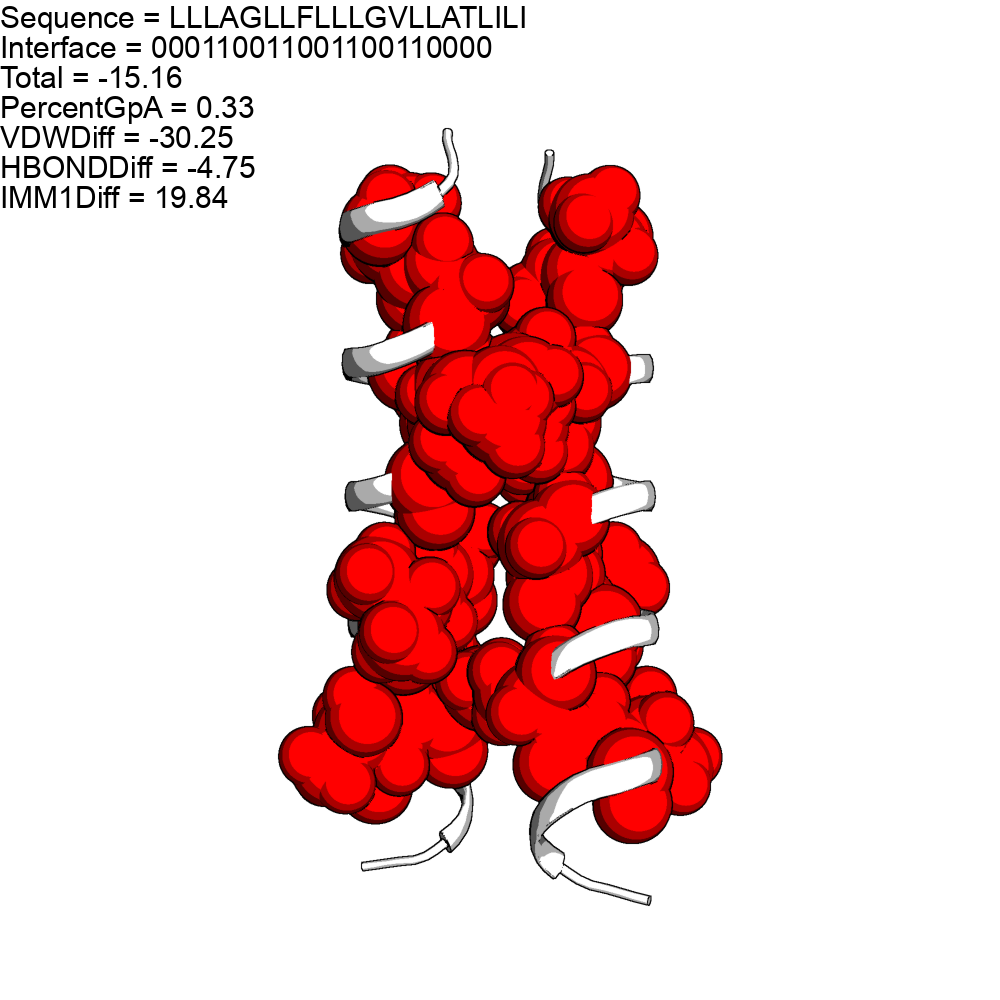 Sequence = LLLAGLLFLLLGVLLATLILI
Interface = 000110011001100110000
Total = -15.16
PercentGpA = 0.33
VDWDiff = -30.25
HBONDDiff = -4.75
IMM1Diff = 19.84